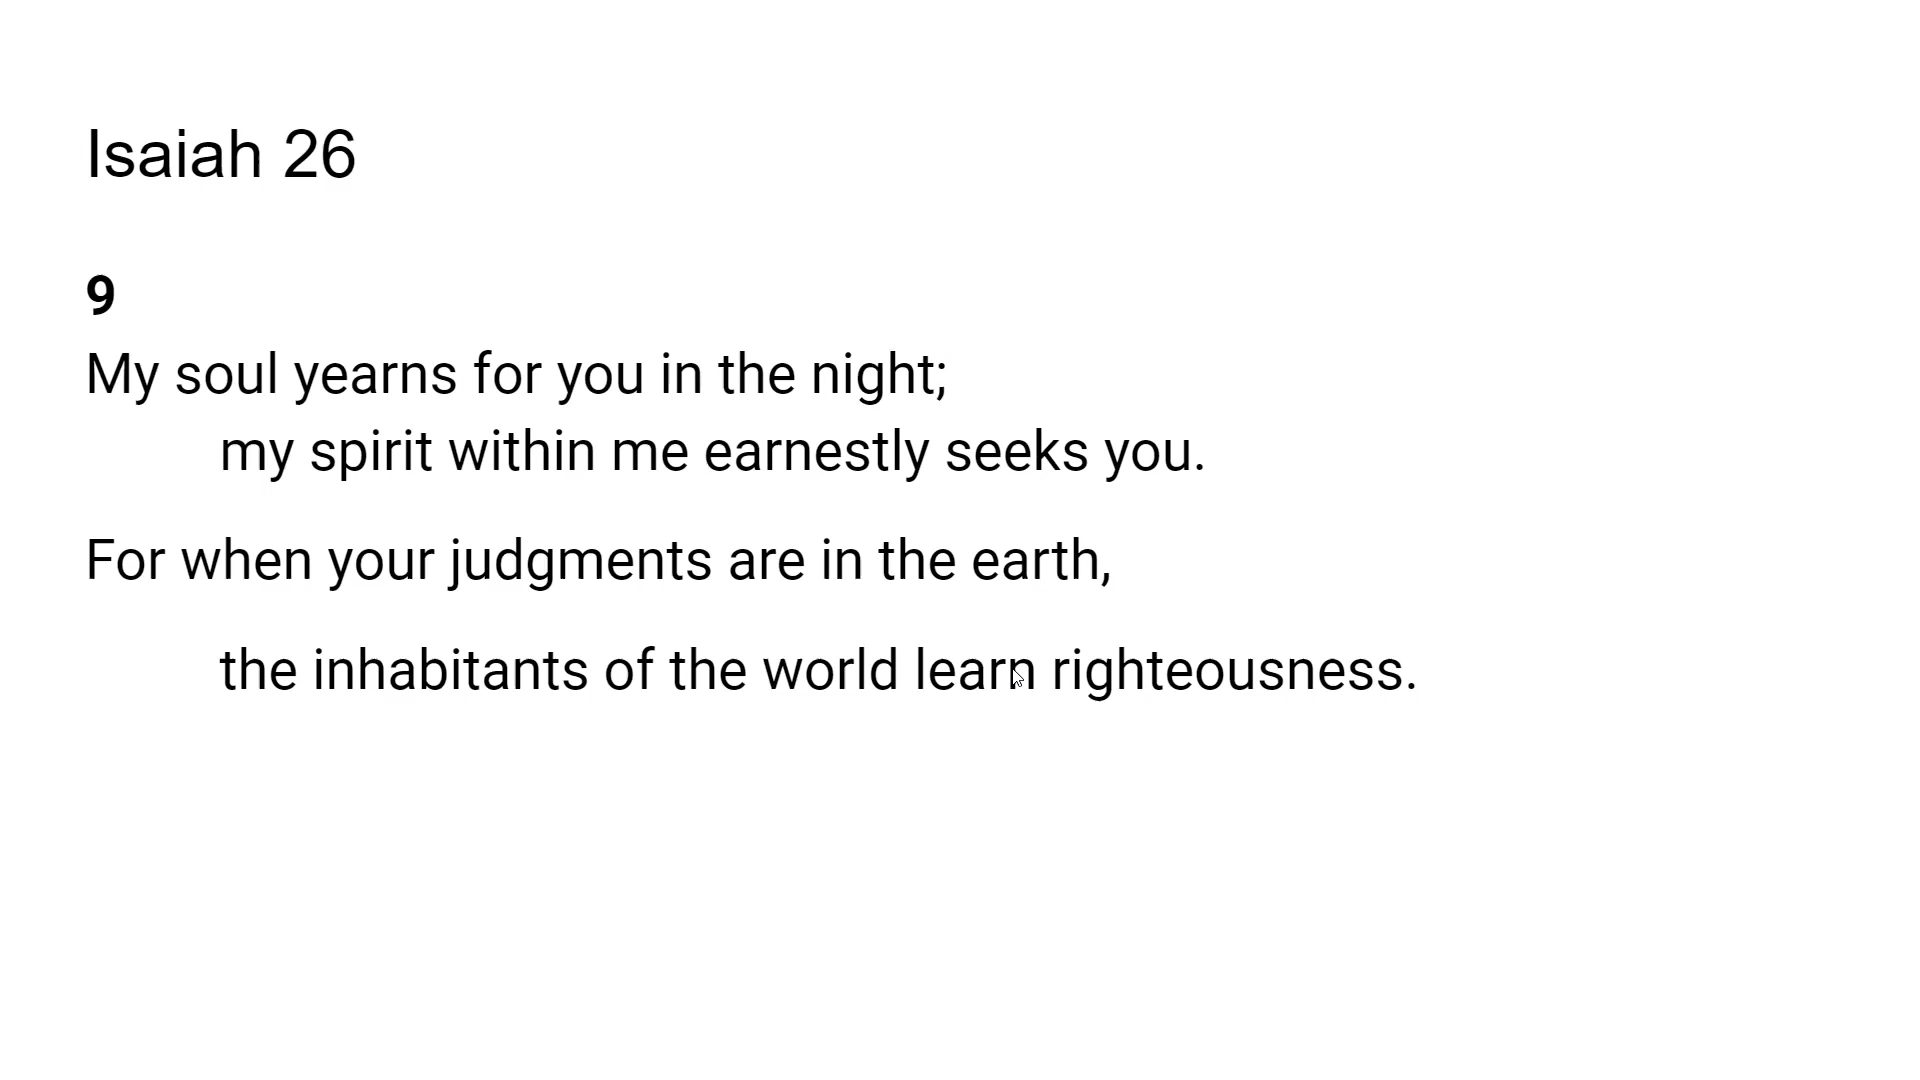 Isaiah 26
9
My soul yearns for you in the night;
my spirit within me earnestly seeks you.
For when your judgments are in the earth,
the inhabitants of the world learn righteousness.